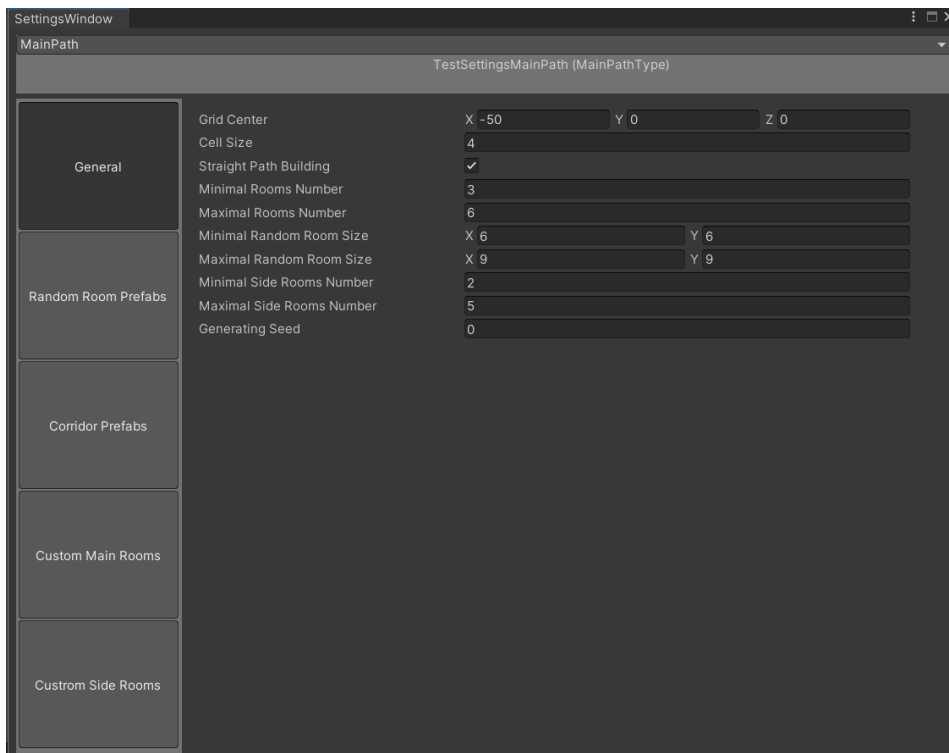 SettingsWindow
MainPath
TestSettingsMainPath (MainPathType)
General
Random Room Prefabs
Corridor Prefabs
Custom Main Rooms
Custrom Side Rooms
Grid Center X -50 Y 0 Z 0
Cell Size 4
Straight Path Building
Minimal Rooms Number 3
Maximal Rooms Number 6
Minimal Random Room Size X 6 Y 6
Maximal Random Room Size X 9 Y 9
Minimal Side Rooms Number 2
Maximal Side Rooms Number 5
Generating Seed 0